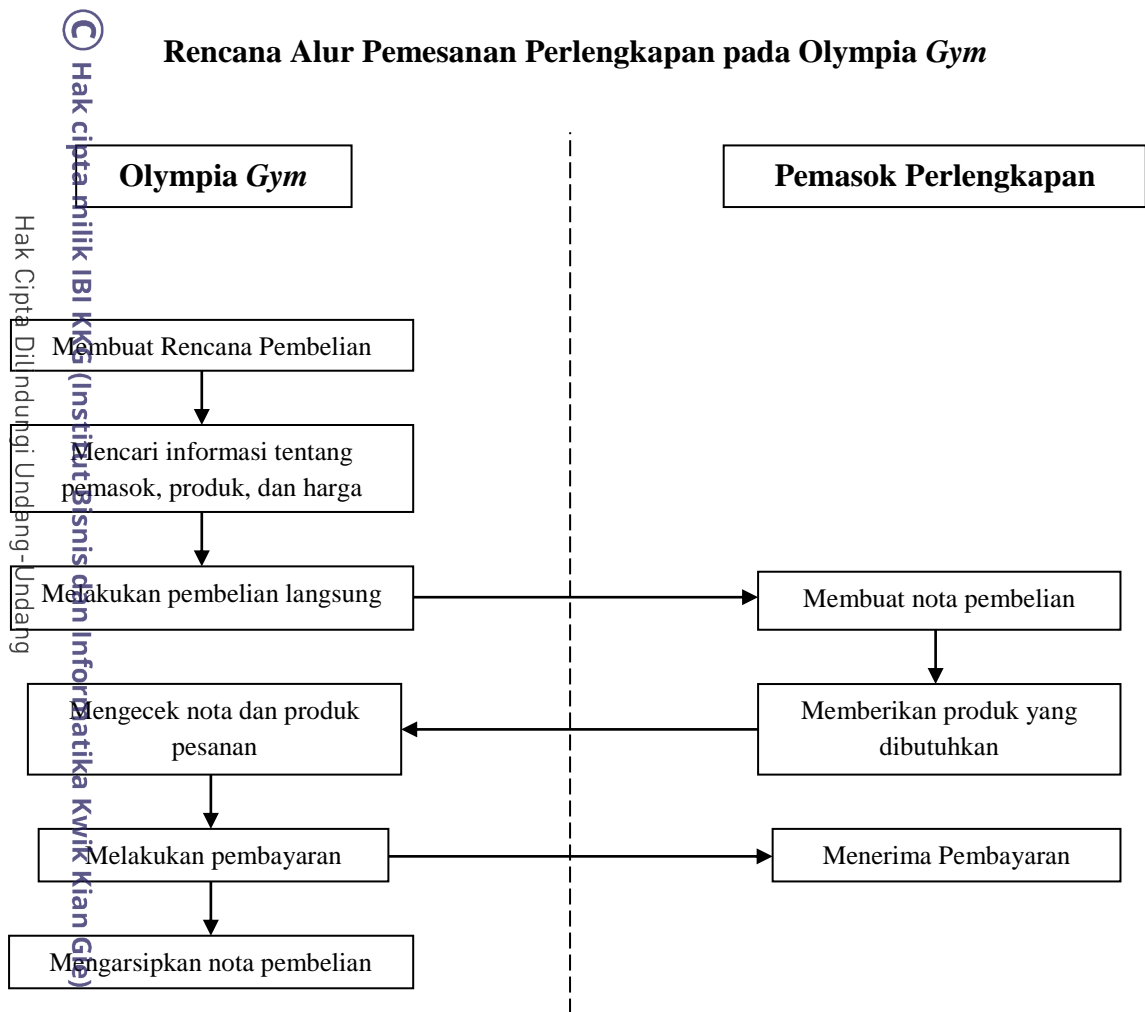 Rencana Alur Pemesanan Perlengkapan pada Olympia Gym
Olympia Gym
Pemasok Perlengkapan
Membuat Rencana Pembelian
Mencari informasi tentang
pemasok, produk, dan harga
Melakukan pembelian langsung
Membuat nota pembelian
Mengecek nota dan produk
pesanan
Memberikan produk yang
dibutuhkan
Melakukan pembayaran
Menerima Pembayaran
Mengarsipkan nota pembelian
© Hak cipta milik IBI KKG (Institut Bisnis dan Informatika Kwik Kian Gie)
Hak Cipta Dilindungi Undang-Undang